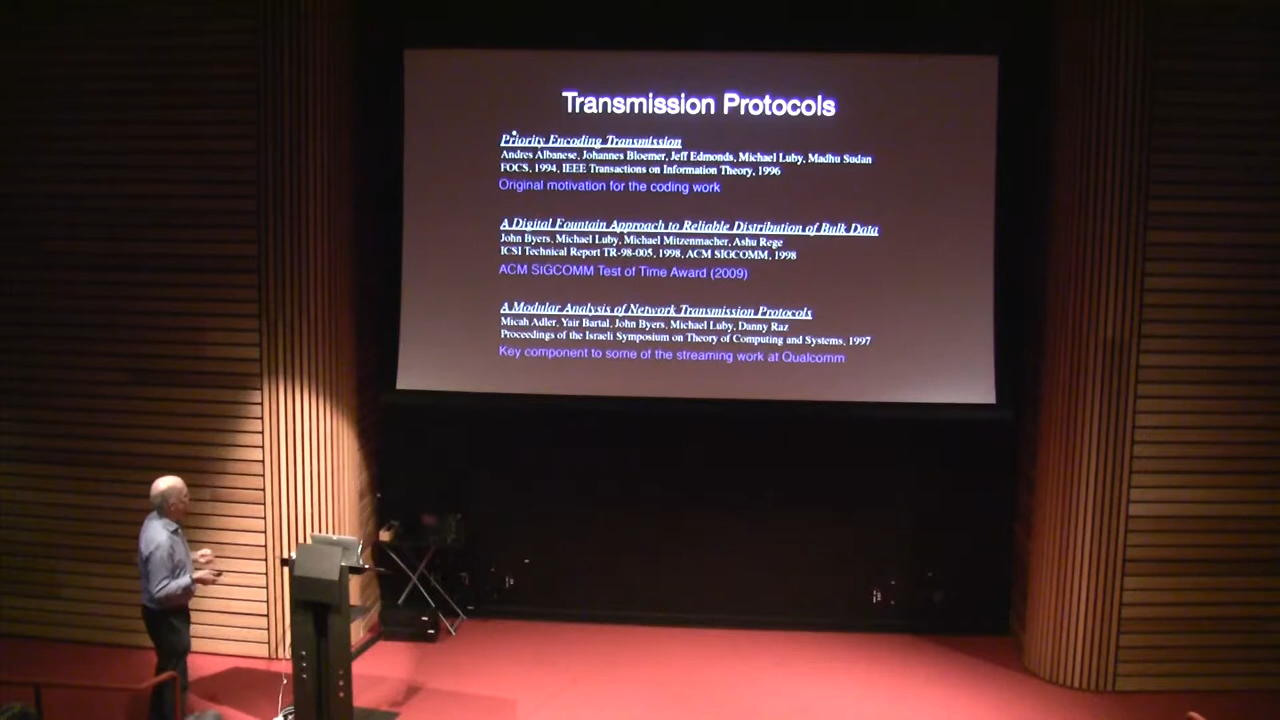 Transmission Protocols
Priority Encoding Transmission
Andres Albanese, Johannes Bloemer, Jeff Edmonds, Michael Luby, Madhu Sudan
FOCS, 1994, IEEE Transactions on Information Theory, 1996
Original motivation for the coding work
A Digital Fountain Approach to Reliable Distribution of Bulk Data
John Byers, Michael Luby, Michael Mitzenmacher, Ashu Rege
ICSI Technical Report TR-98-005, 1998, ACM SIGCOMM, 1998
ACM SIGCOMM Test of Time Award (2009)
A Modular Analysis of Network Transmission Protocols
Micah Adler, Yair Bartal, John Byers, Michael Luby, Danny Raz
Proceedings of the Israeli Symposium on Theory of Computing and Systems, 1997
Key component to some of the streaming work at Qualcomm